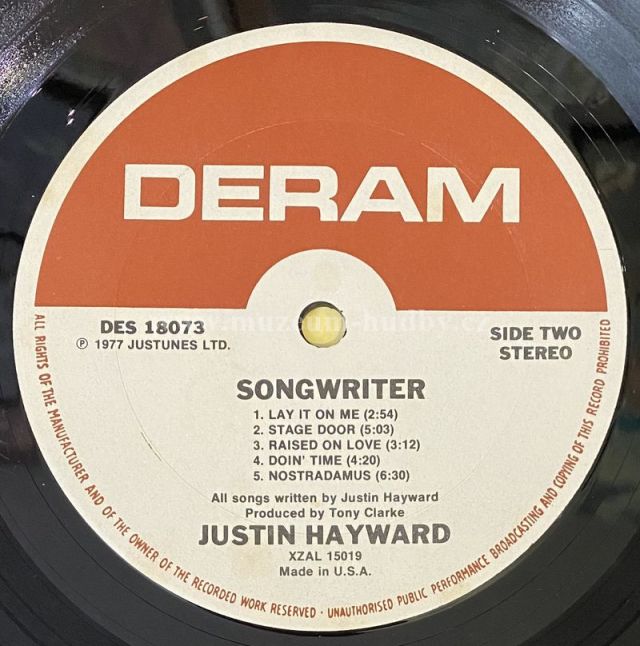 DERAM
DES 18073
℗ 1977 JUSTUNES LTD.
www.muzeum-hudby.cz
SIDE TWO
STEREO
SONGWRITER
1. LAY IT ON ME (2:54)
2. STAGE DOOR (5:03)
3. RAISED ON LOVE (3:12)
4. DOIN' TIME (4:20)
5. NOSTRADAMUS (6:30)
All songs written by Justin Hayward
Produced by Tony Clarke
JUSTIN HAYWARD
XZAL 15019
Made in U.S.A.
ALL RIGHTS OF THE MANUFACTURER AND OF THE OWNER OF THE RECORDED WORK RESERVED · UNAUTHORISED PUBLIC PERFORMANCE BROADCASTING AND COPYING OF THIS RECORD PROHIBITED